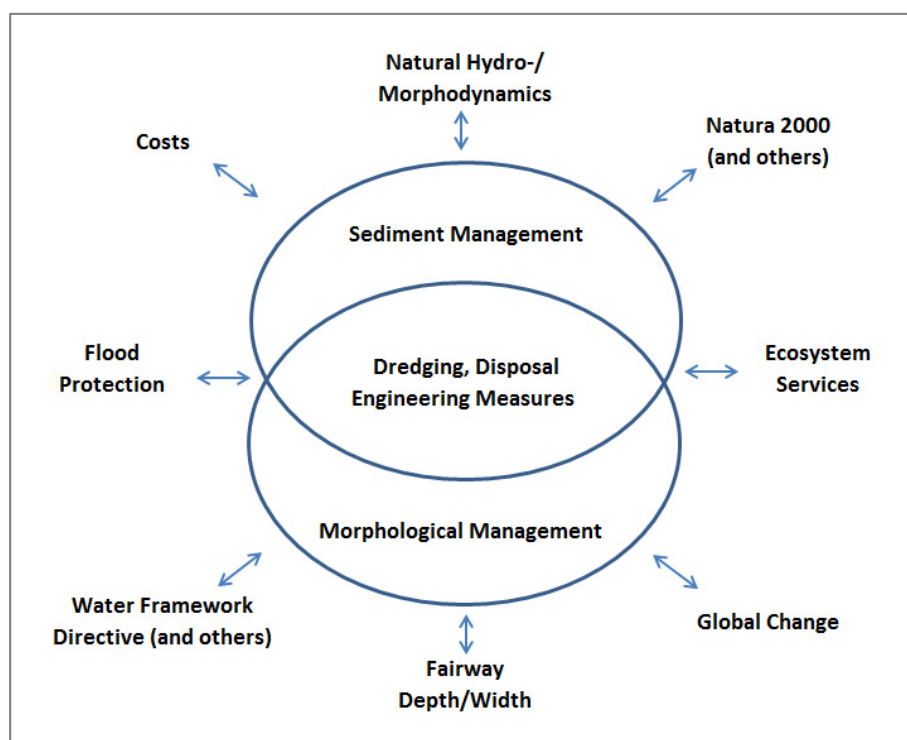 Natural Hydro-/
Morphodynamics
Costs
Natura 2000
(and others)
Sediment Management
Flood
Protection
Dredging, Disposal
Engineering Measures
Ecosystem
Services
Morphological Management
Water Framework
Directive (and others)
Global Change
Fairway
Depth/Width